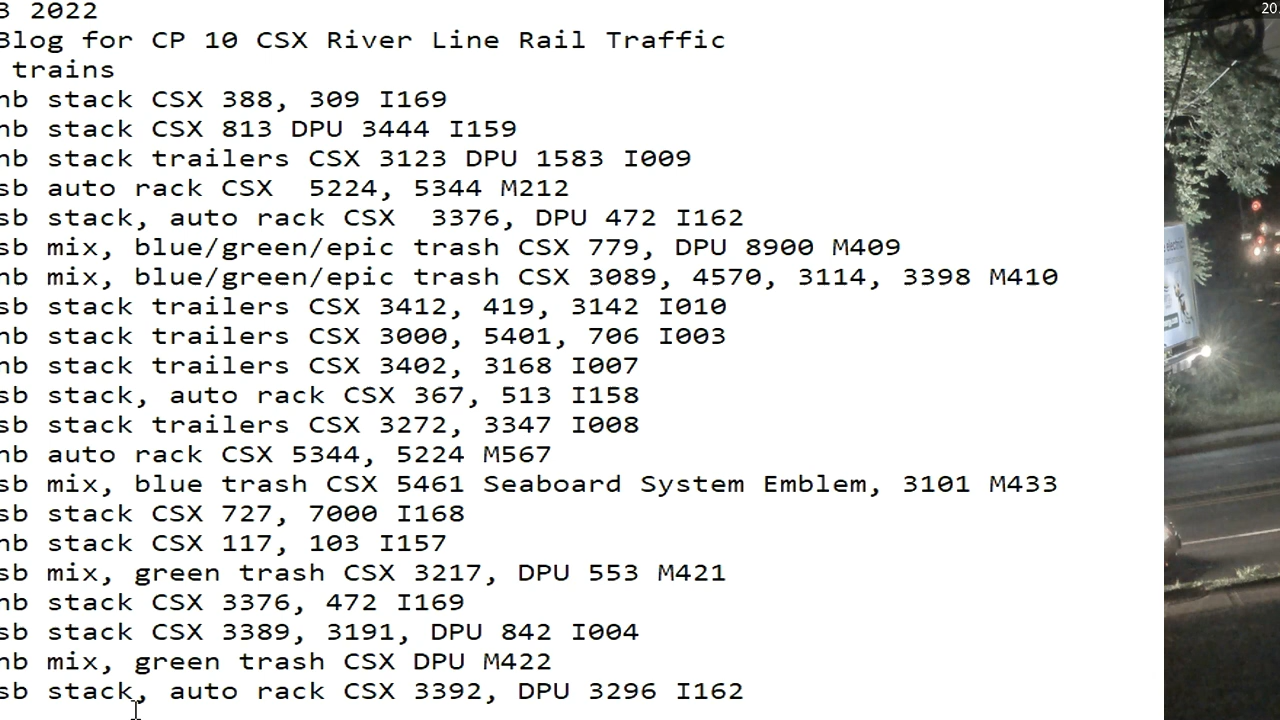 3 2022
Blog for CP 10 CSX River Line Rail Traffic
trains
nb stack CSX 388, 309 I169
nb stack CSX 813 DPU 3444 I159
nb stack trailers CSX 3123 DPU 1583 I009
sb auto rack CSX  5224, 5344 M212
sb stack, auto rack CSX  3376, DPU 472 I162
sb mix, blue/green/epic trash CSX 779, DPU 8900 M409
nb mix, blue/green/epic trash CSX 3089, 4570, 3114, 3398 M410
sb stack trailers CSX 3412, 419, 3142 I010
nb stack trailers CSX 3000, 5401, 706 I003
nb stack trailers CSX 3402, 3168 I007
sb stack, auto rack CSX 367, 513 I158
sb stack trailers CSX 3272, 3347 I008
nb auto rack CSX 5344, 5224 M567
sb mix, blue trash CSX 5461 Seaboard System Emblem, 3101 M433
sb stack CSX 727, 7000 I168
nb stack CSX 117, 103 I157
sb mix, green trash CSX 3217, DPU 553 M421
nb stack CSX 3376, 472 I169
sb stack CSX 3389, 3191, DPU 842 I004
nb mix, green trash CSX DPU M422
sb stack, auto rack CSX 3392, DPU 3296 I162
20